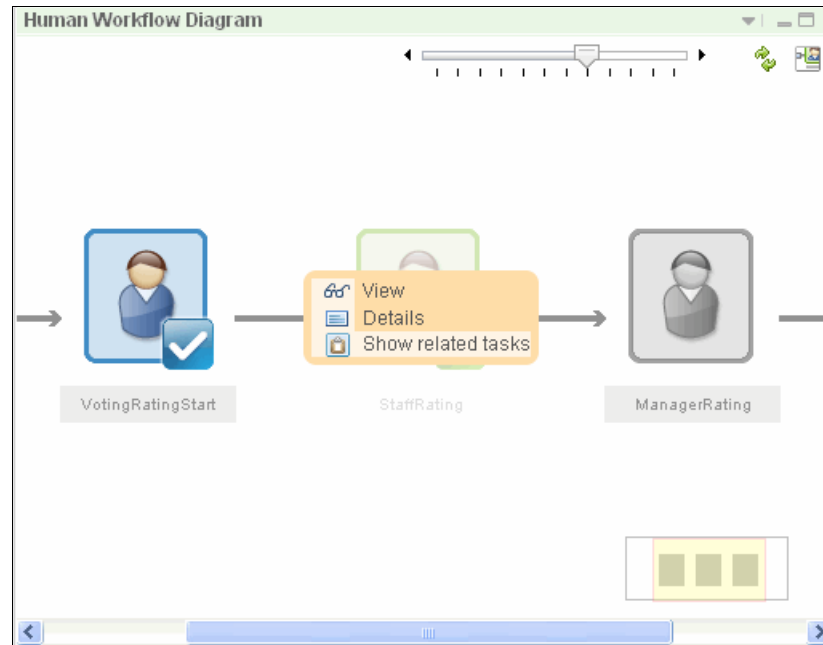 Human Workflow Diagram
View
Details
Show related tasks
VotingRatingStart
StaffRating
ManagerRating